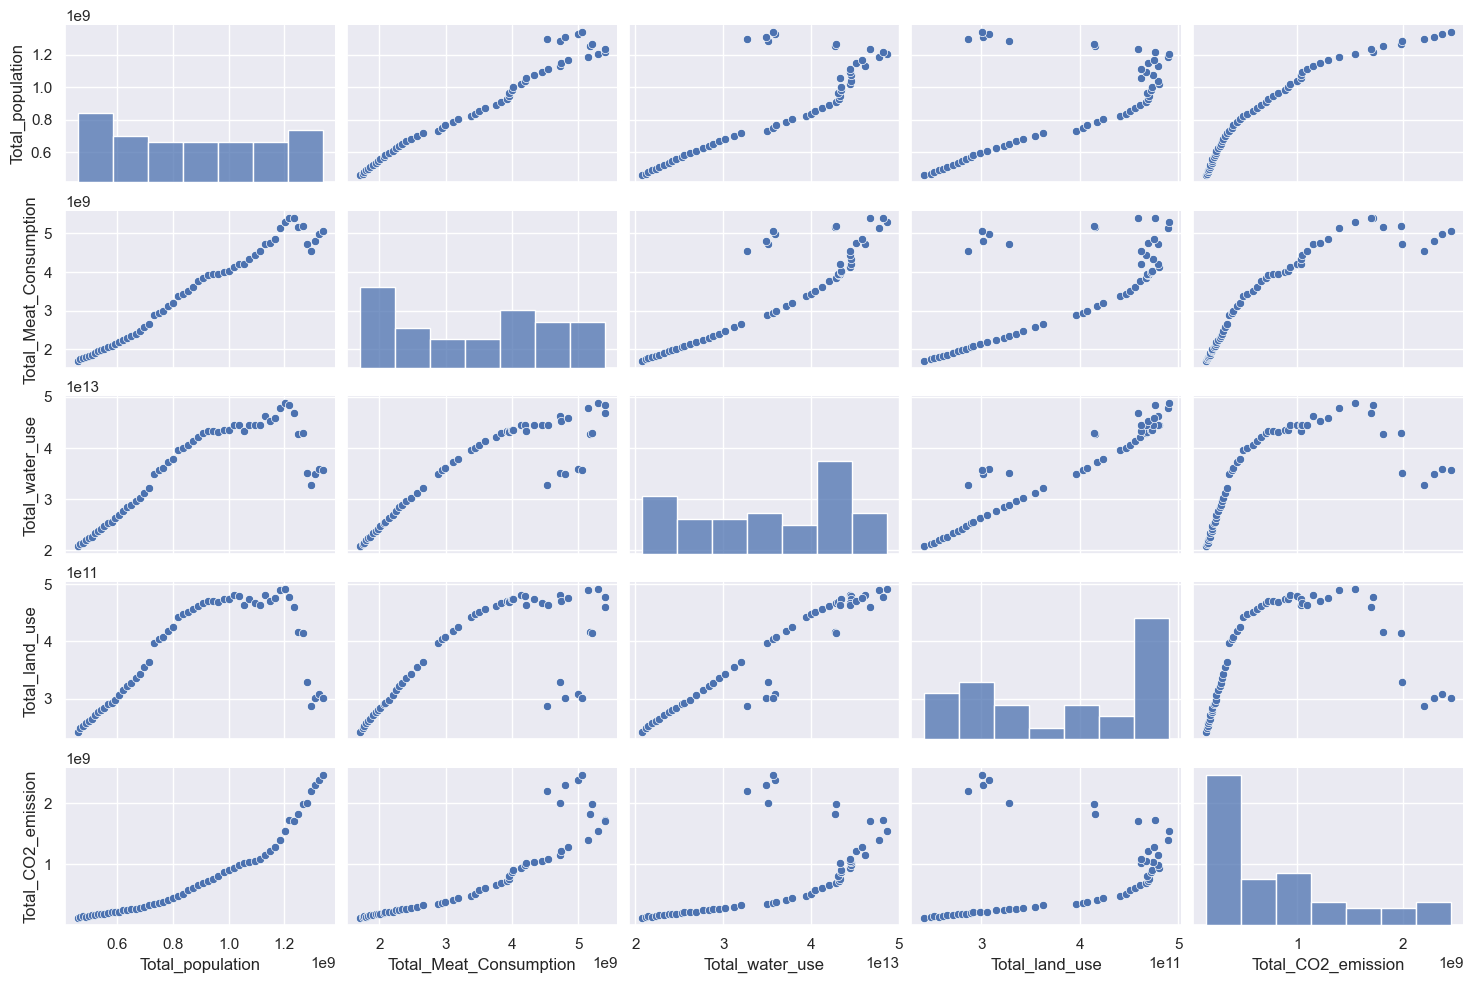 1e9
Total_population
1.2
1.0
0.8
0.6
1e9
Total_Meat_Consumption
5
4
3
2
1e13
Total_water_use
5
4
3
2
1e11
Total_land_use
5
4
3
1e9
Total_CO2_emission
2
1
0.6 0.8 1.0 1.2
2 3 4 5
2 3 4 5
3 4 5
1 2
Total_population 1e9
Total_Meat_Consumption 1e9
Total_water_use 1e13
Total_land_use 1e11
Total_CO2_emission 1e9